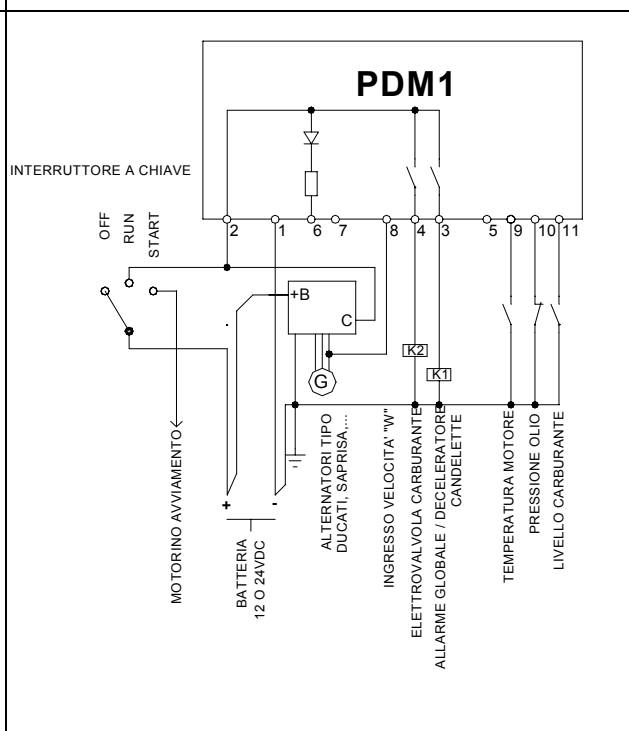 PDM1
INTERRUTTORE A CHIAVE
OFF
RUN
START
2
1
6
7
8
4
3
5
9
10
11
+B
C
G
K2
K1
+
-
MOTORINO AVVIAMENTO
BATTERIA
12 O 24VDC
ALTERNATORI TIPO
DUCATI, SAPRISA,...
INGRESSO VELOCITA' "W"
ELETTROVALVOLA CARBURANTE
ALLARME GLOBALE / DECELERATORE
CANDELETTE
TEMPERATURA MOTORE
PRESSIONE OLIO
LIVELLO CARBURANTE